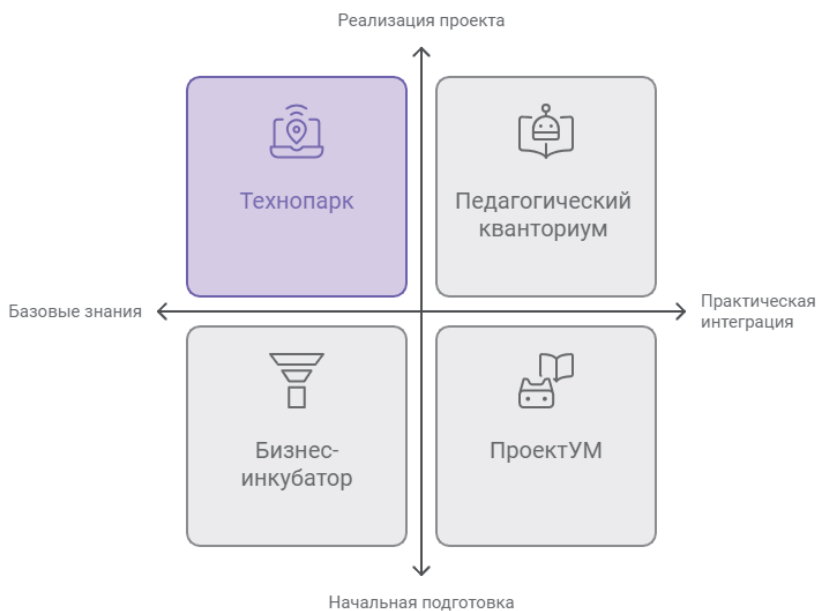 Реализация проекта
Технопарк
Педагогический
кванториум
Базовые знания
Практическая
интеграция
Бизнес-
инкубатор
ПроектУМ
Начальная подготовка